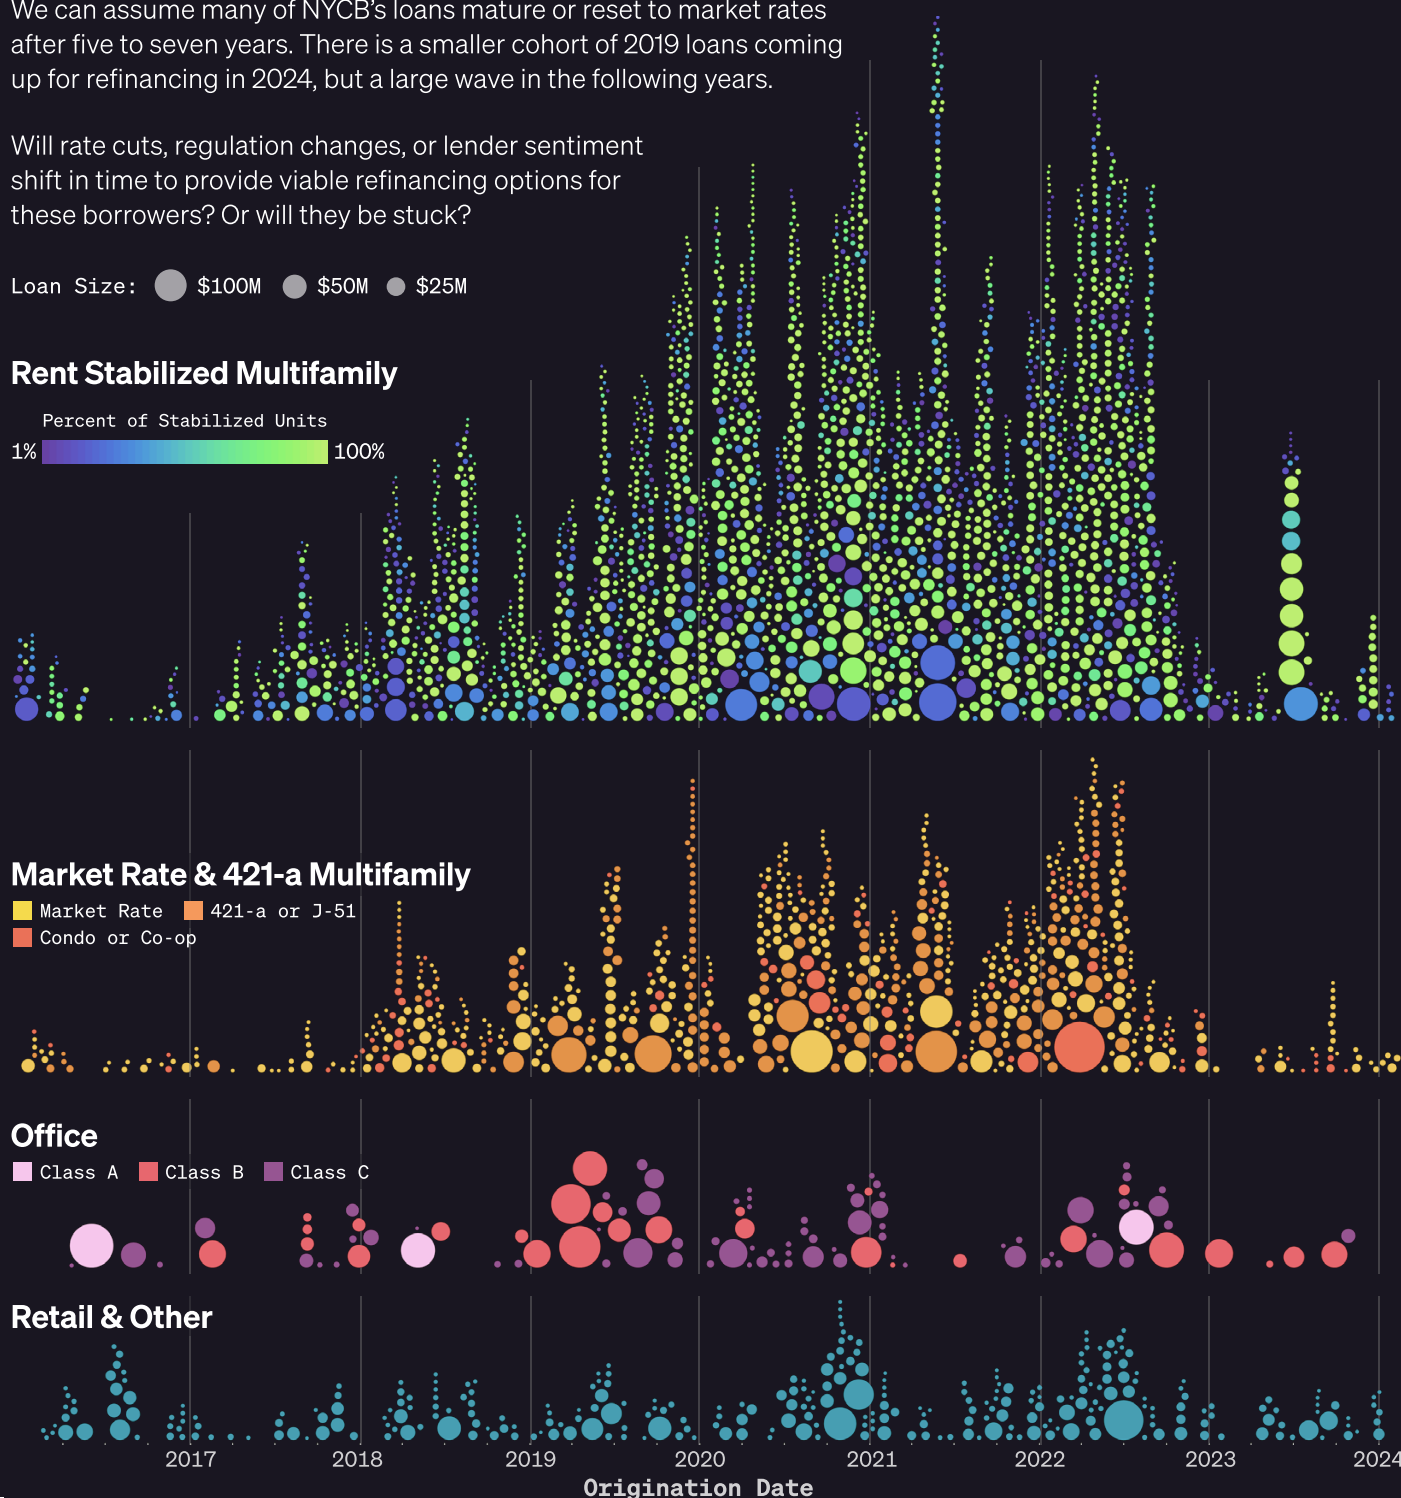 We can assume many of NYCB’s loans mature or reset to market rates
after five to seven years. There is a smaller cohort of 2019 loans coming
up for refinancing in 2024, but a large wave in the following years.
Will rate cuts, regulation changes, or lender sentiment
shift in time to provide viable refinancing options for
these borrowers? Or will they be stuck?
Loan Size: $100M $50M $25M
Rent Stabilized Multifamily
Percent of Stabilized Units
1% 100%
Market Rate & 421-a Multifamily
Market Rate 421-a or J-51
Condo or Co-op
Office
Class A Class B Class C
Retail & Other
2017 2018 2019 2020 2021 2022 2023 2024
Origination Date